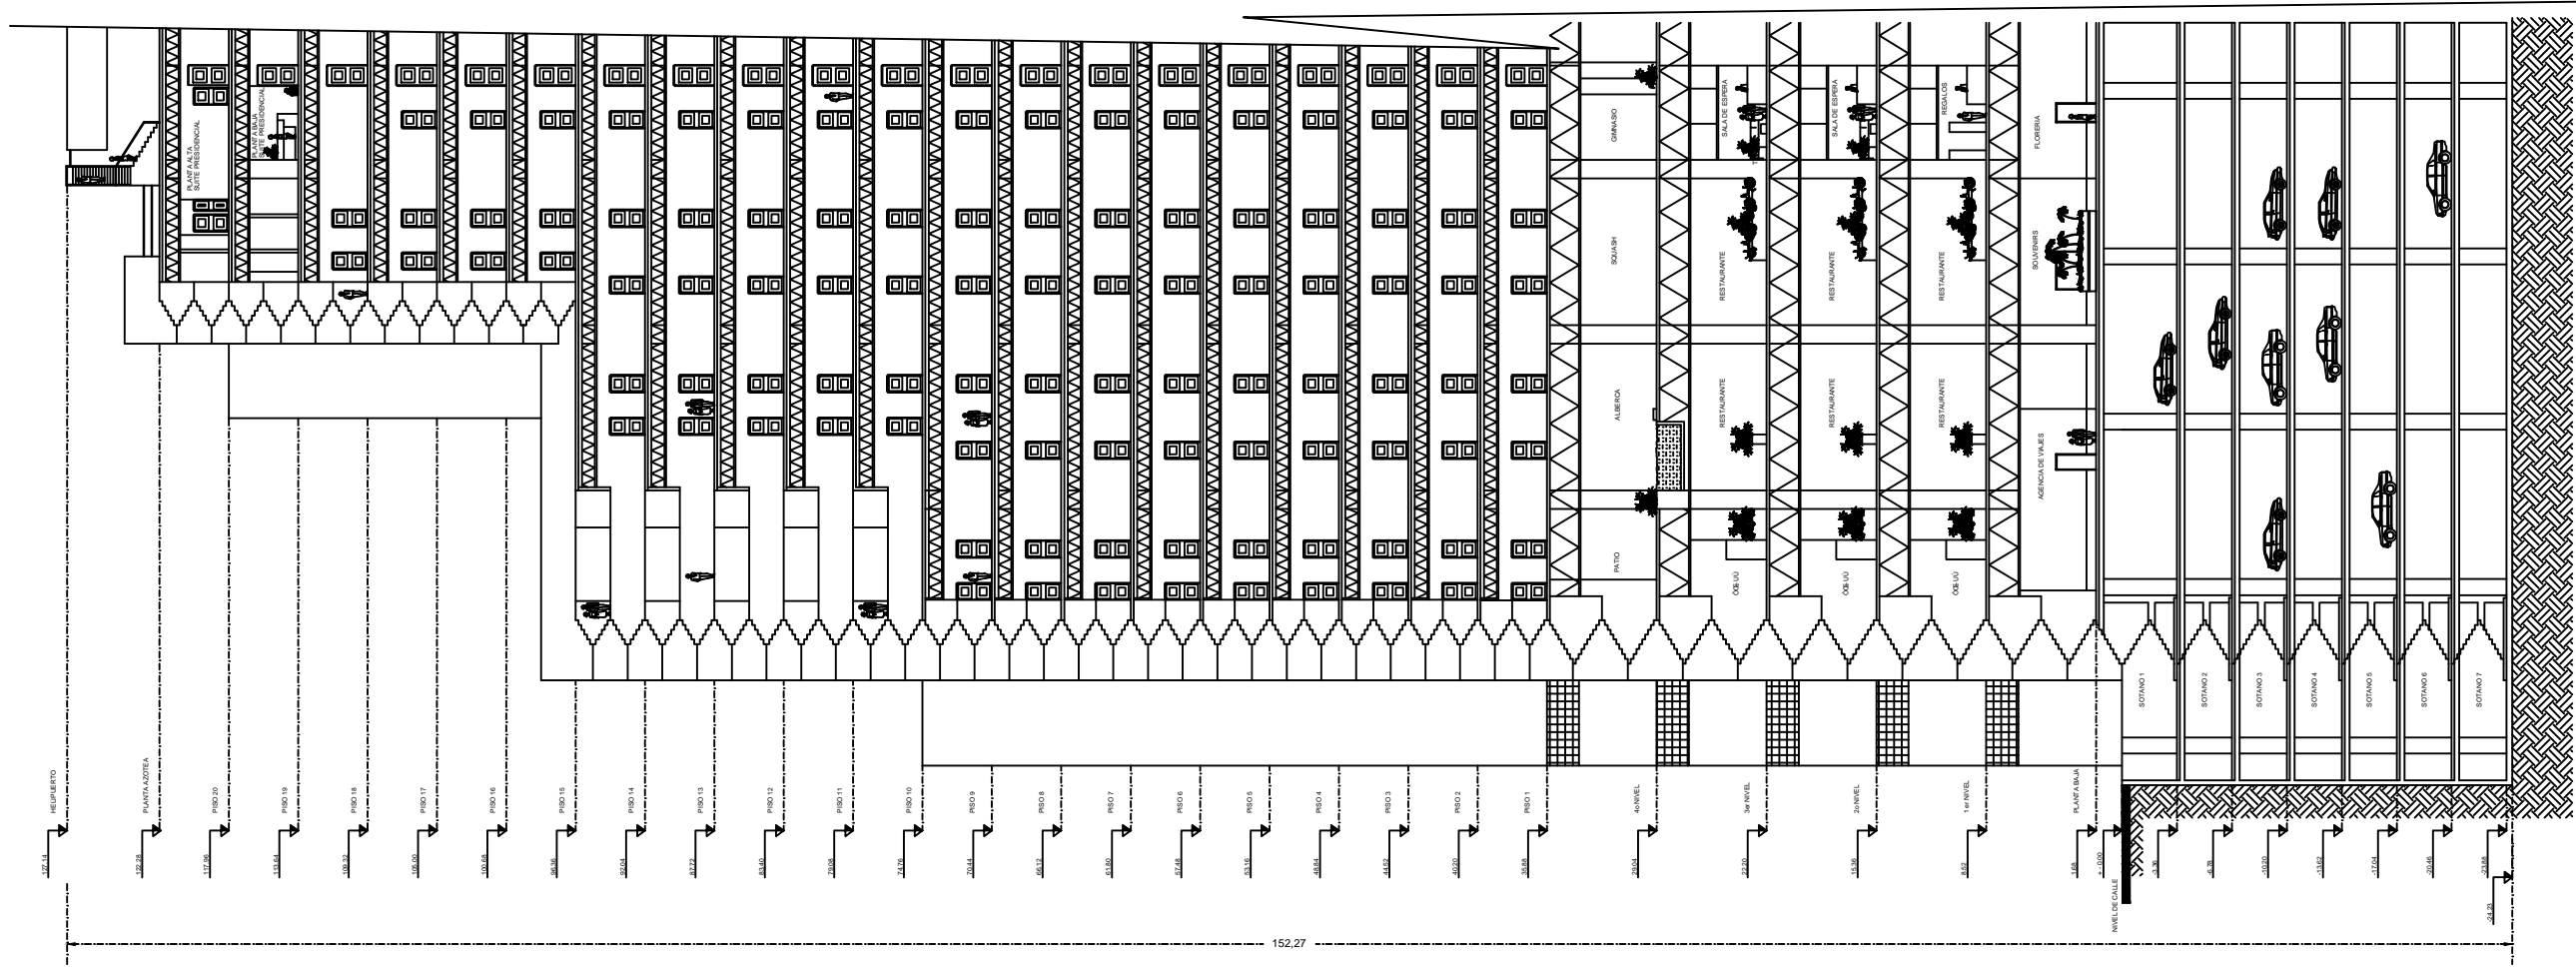 HELIPUERTO
127.14
PLANTA AZOTEA
122.28
PLANTA ALTA
SUITE PRESIDENCIAL
PISO 20
117.96
PLANTA BAJA
SUITE PRESIDENCIAL
PISO 19
113.64
PISO 18
109.32
PISO 17
105.00
PISO 16
100.68
PISO 15
96.36
PISO 14
92.04
PISO 13
87.72
PISO 12
83.40
PISO 11
79.08
PISO 10
74.76
PISO 9
70.44
PISO 8
66.12
PISO 7
61.80
PISO 6
57.48
PISO 5
53.16
PISO 4
48.84
PISO 3
44.52
PISO 2
40.20
PISO 1
35.88
PATIO
ALBERCA
SQUASH
GIMNASIO
4o NIVEL
29.04
RESTAURANTE
RESTAURANTE
SALA DE ESPERA
3er NIVEL
22.20
RESTAURANTE
RESTAURANTE
SALA DE ESPERA
2o NIVEL
15.36
RESTAURANTE
RESTAURANTE
REGALOS
1er NIVEL
8.52
AGENCIA DE VIAJES
SOUVENIRS
FLORERIA
PLANTA BAJA
1.68
+- 0.00
NIVEL DE CALLE
SOTANO 1
-3.36
SOTANO 2
-6.78
SOTANO 3
-10.20
SOTANO 4
-13.62
SOTANO 5
-17.04
SOTANO 6
-20.46
SOTANO 7
-23.88
-24.23
152,27